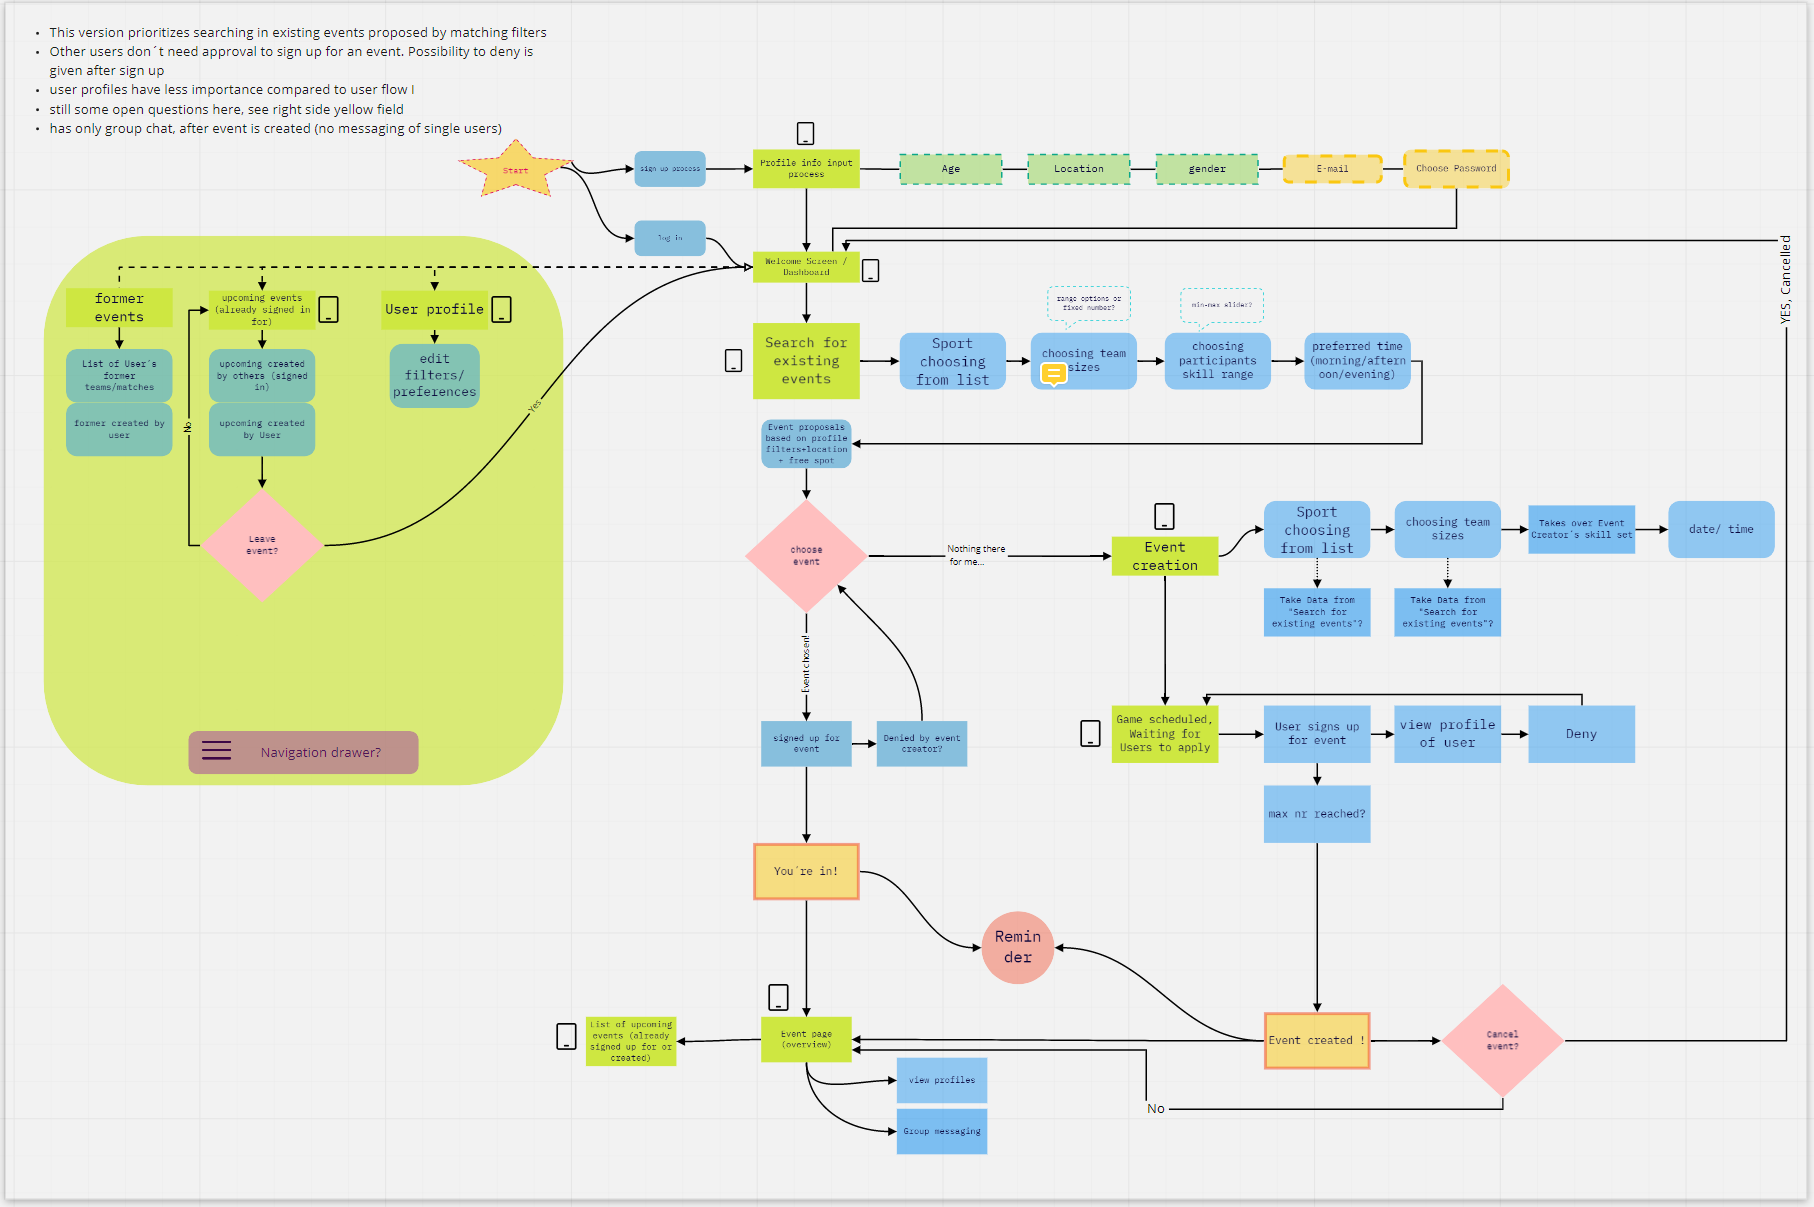 • This version prioritizes searching in existing events proposed by matching filters
• Other users don´t need approval to sign up for an event. Possibility to deny is
given after sign up
• user profiles have less importance compared to user flow I
• still some open questions here, see right side yellow field
• has only group chat, after event is created (no messaging of single users)
Start
sign up process
Profile info input
process
Age
Location
gender
E-mail
Choose Password
log in
Welcome Screen /
Dashboard
YES, Cancelled
former
events
upcoming events
(already signed in
for)
User profile
List of User´s
former
teams/matches
former created by
user
upcoming created
by others (signed
in)
upcoming created
by User
edit
filters/
preferences
No
Yes
Leave
event?
Navigation drawer?
Search for
existing
events
Sport
choosing
from list
range options or
fixed number?
choosing team
sizes
min-max slider?
choosing
participants
skill range
preferred time
(morning/aftern
oon/evening)
Event proposals
based on profile
filters+location
+ free spot
choose
event
Nothing there
for me...
Event
creation
Sport
choosing
from list
choosing team
sizes
Takes over Event
Creator´s skill set
date/ time
Take Data from
"Search for
existing events"?
Take Data from
"Search for
existing events"?
Event chosen!
signed up for
event
Denied by event
creator?
Game scheduled,
Waiting for
Users to apply
User signs up
for event
view profile
of user
Deny
max nr reached?
You´re in!
Remin
der
List of upcoming
events (already
signed up for or
created)
Event page
(overview)
Event created !
Cancel
event?
view profiles
No
Group messaging